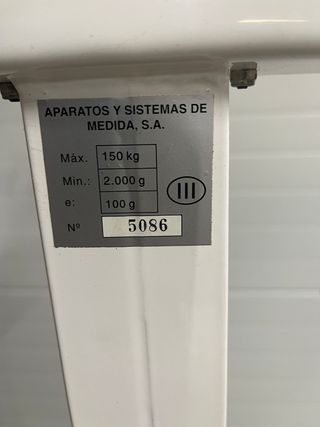 APARATOS Y SISTEMAS DE
MEDIDA, S.A.
Máx. 150 kg
Min.: 2.000 g
III
e: 100 g
Nº 5086